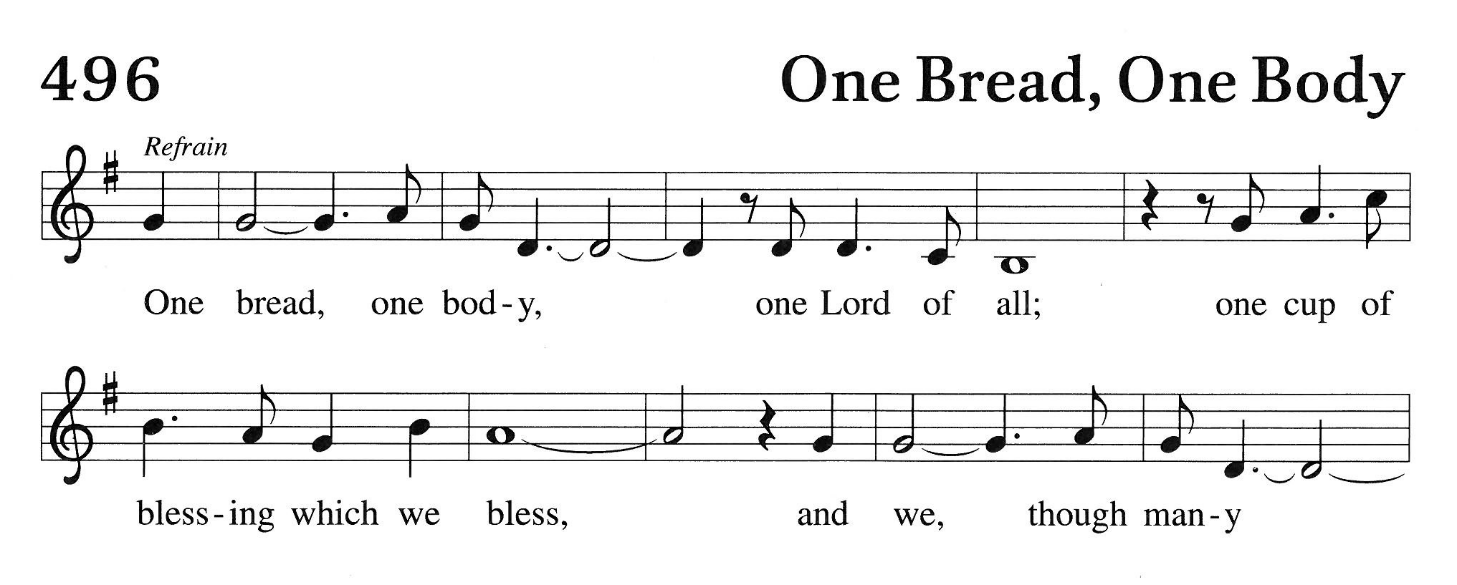 496 One Bread, One Body
Refrain
One bread, one bod-y, one Lord of all; one cup of
bless-ing which we bless, and we, though man-y